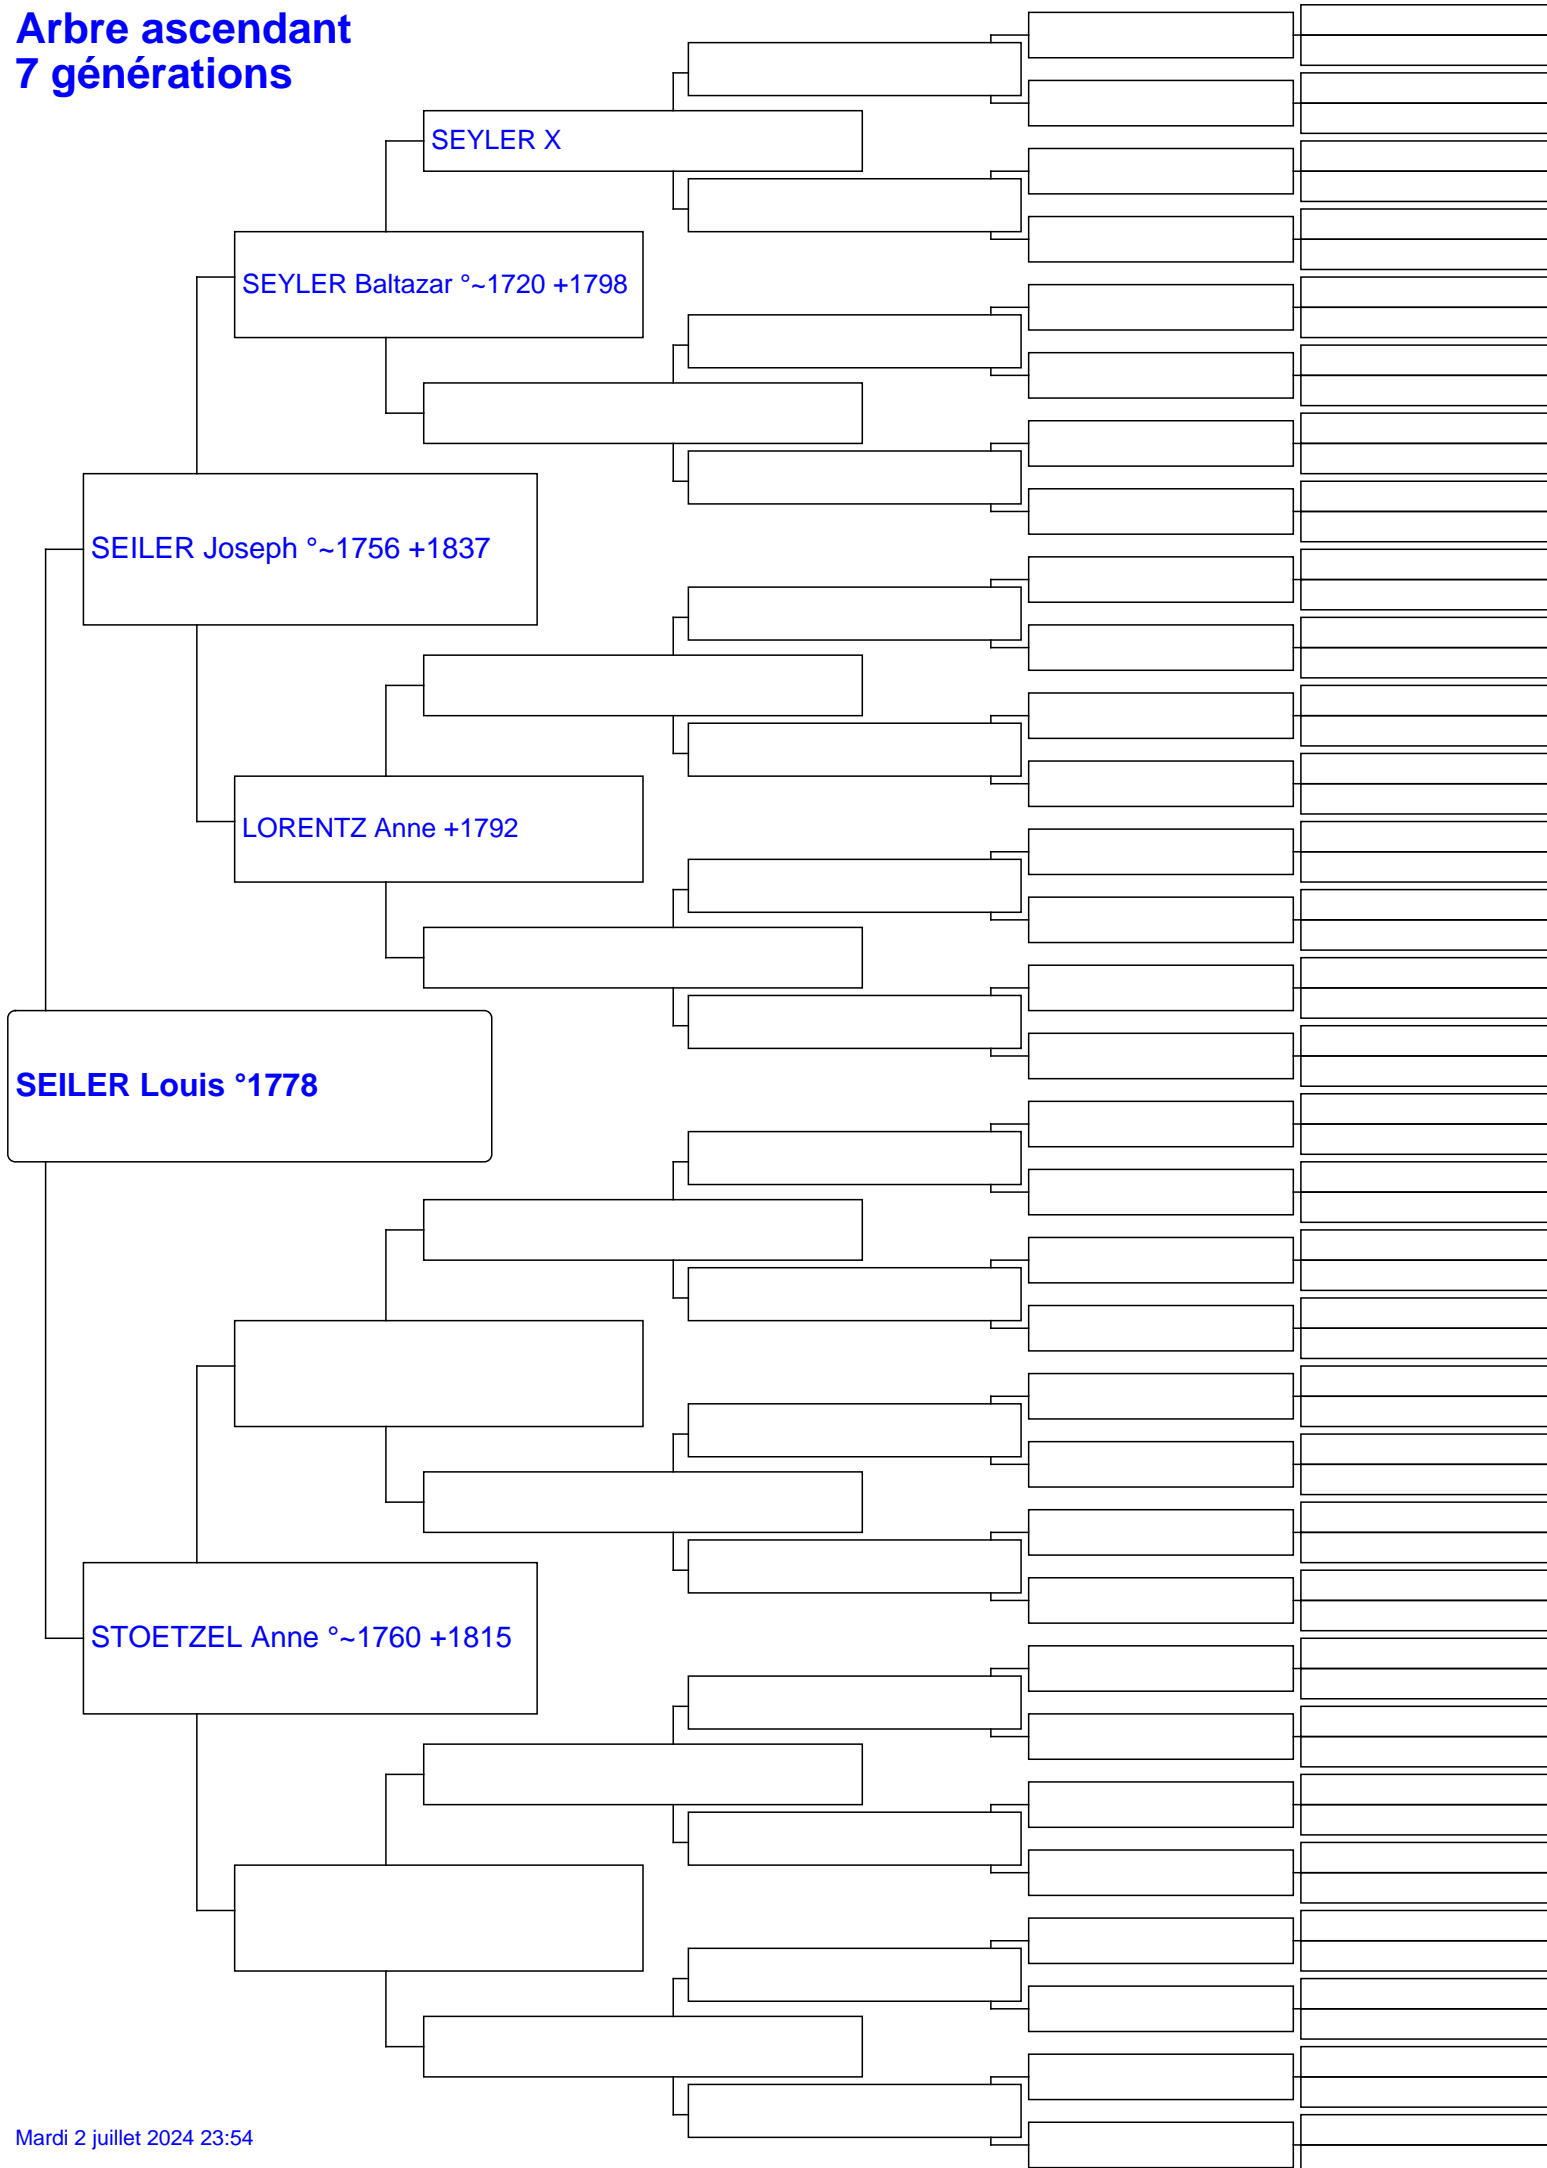 Arbre ascendant
7 générations
SEYLER X
SEYLER Baltazar °~1720 +1798
SEILER Joseph °~1756 +1837
LORENTZ Anne +1792
SEILER Louis °1778
STOETZEL Anne °~1760 +1815
Mardi 2 juillet 2024 23:54